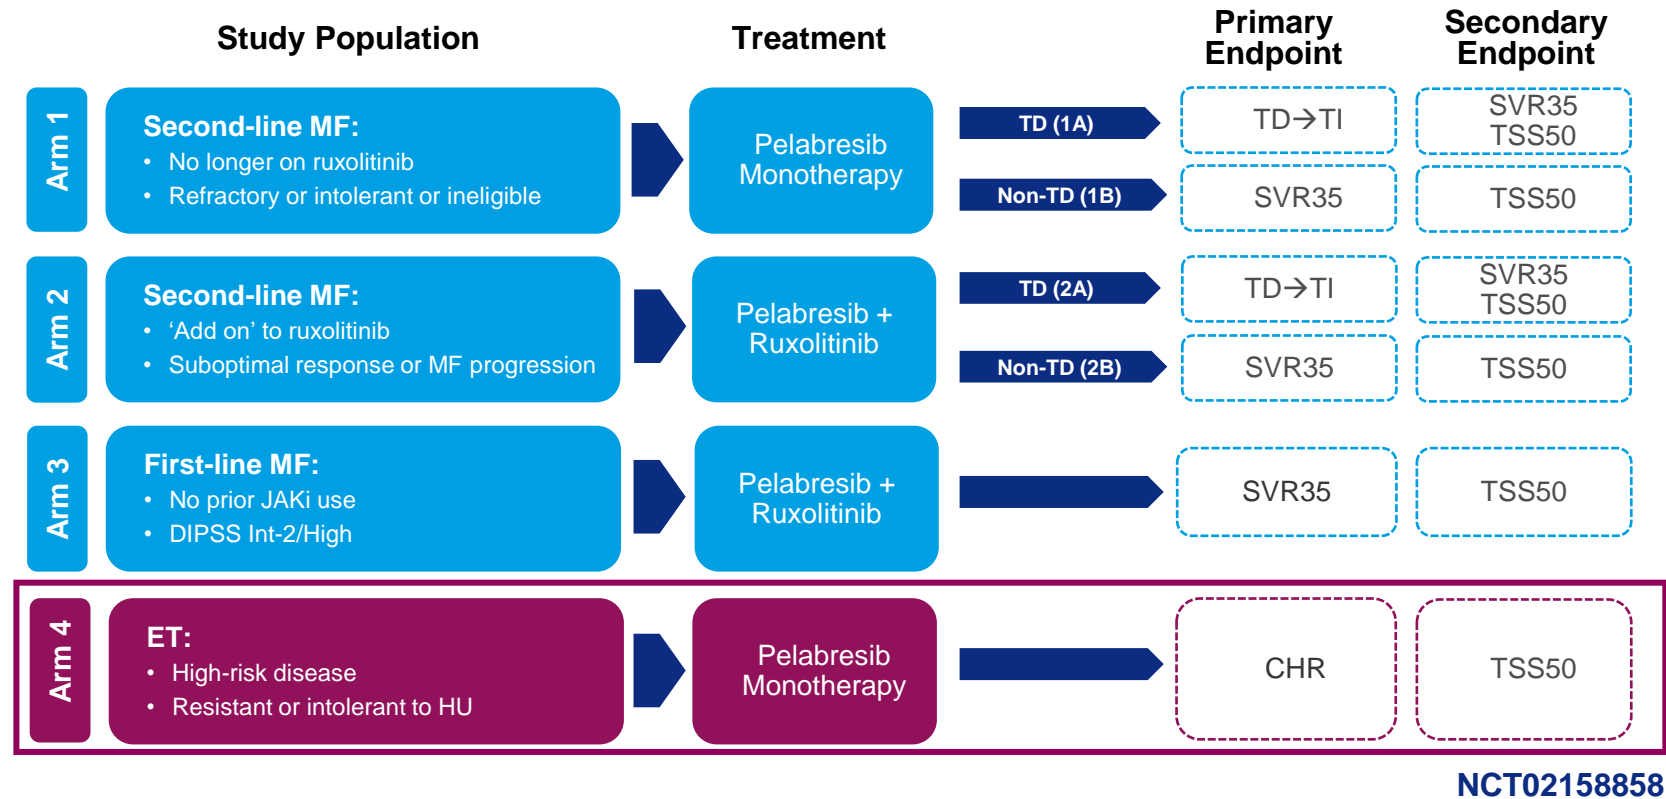 Study Population
Treatment
Primary
Endpoint
Secondary
Endpoint
Arm 1
Second-line MF:
• No longer on ruxolitinib
• Refractory or intolerant or ineligible
Pelabresib
Monotherapy
TD (1A)
TD→TI
SVR35
TSS50
Non-TD (1B)
SVR35
TSS50
Arm 2
Second-line MF:
• ‘Add on’ to ruxolitinib
• Suboptimal response or MF progression
Pelabresib +
Ruxolitinib
TD (2A)
TD→TI
SVR35
TSS50
Non-TD (2B)
SVR35
TSS50
Arm 3
First-line MF:
• No prior JAKi use
• DIPSS Int-2/High
Pelabresib +
Ruxolitinib
SVR35
TSS50
Arm 4
ET:
• High-risk disease
• Resistant or intolerant to HU
Pelabresib
Monotherapy
CHR
TSS50
NCT02158858